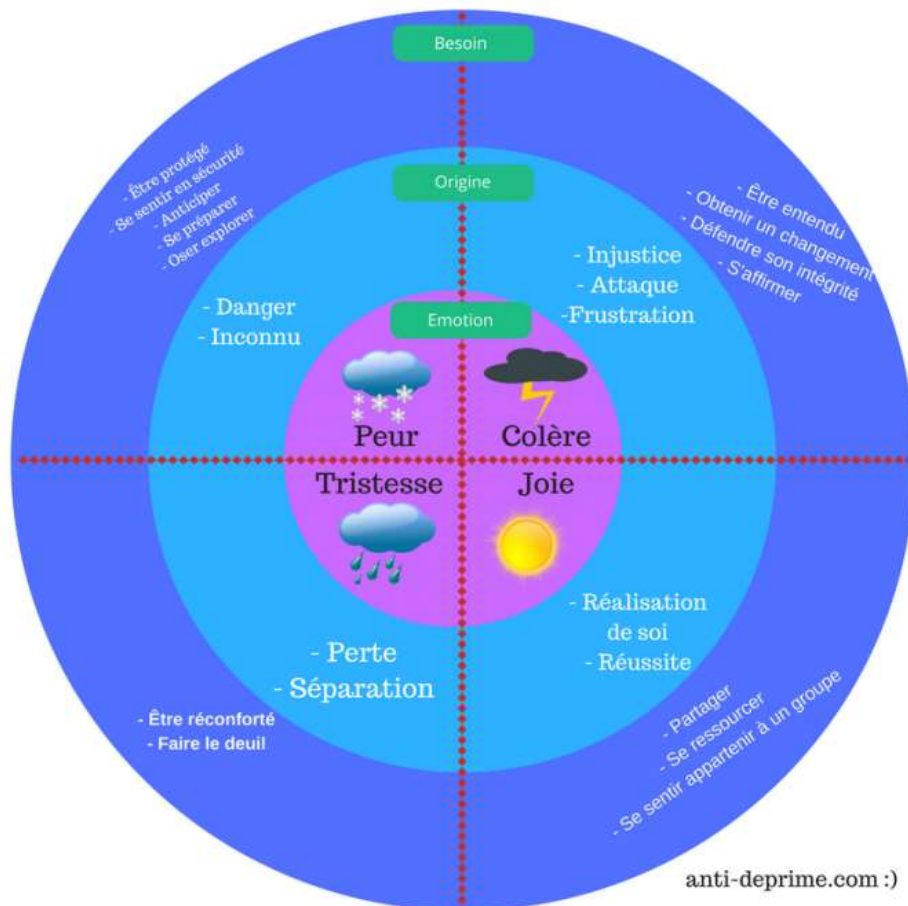 Besoin
- Être protégé
- Se sentir en sécurité
- Anticiper
- Se préparer
- Oser explorer
Origine
- Être entendu
- Obtenir un changement
- Défendre son intégrité
- S'affirmer
- Danger
- Inconnu
- Injustice
- Attaque
-Frustration
Emotion
Peur
Colère
Tristesse
Joie
- Perte
- Séparation
- Réalisation
de soi
- Réussite
- Être réconforté
- Faire le deuil
- Partager
- Se ressourcer
- Se sentir appartenir à un groupe
anti-deprime.com :)